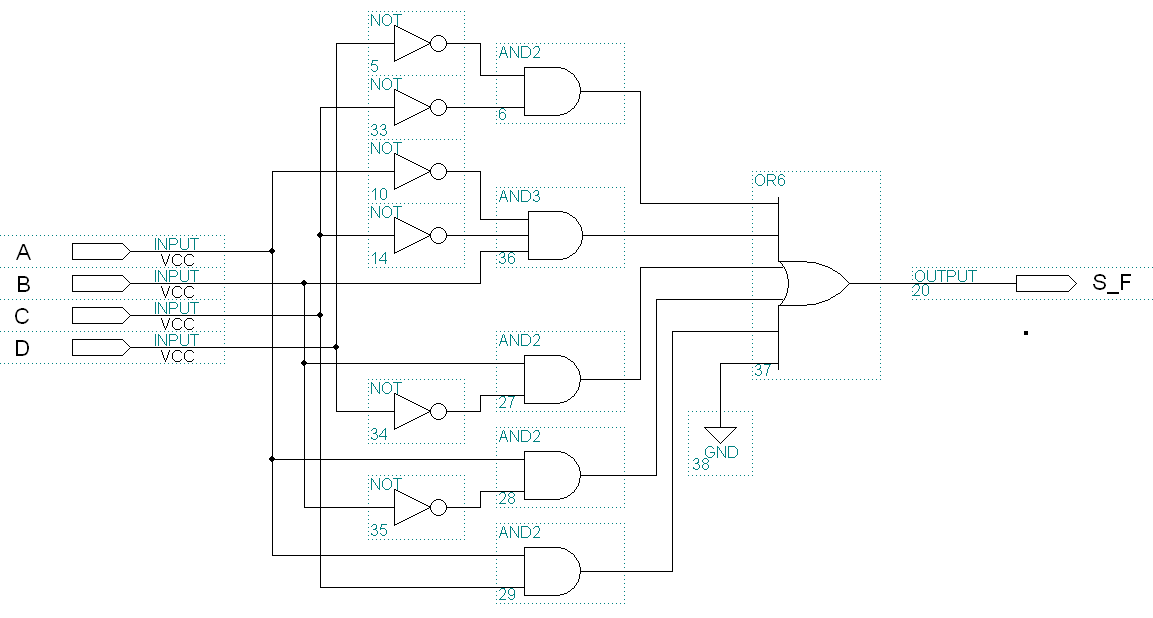 NOT
5
NOT
33
NOT
10
NOT
14
AND2
6
AND3
36
OR6
37
A
INPUT
VCC
B
INPUT
VCC
C
INPUT
VCC
D
INPUT
VCC
OUTPUT
20
S_F
AND2
27
NOT
34
AND2
28
NOT
35
AND2
29
GND
38